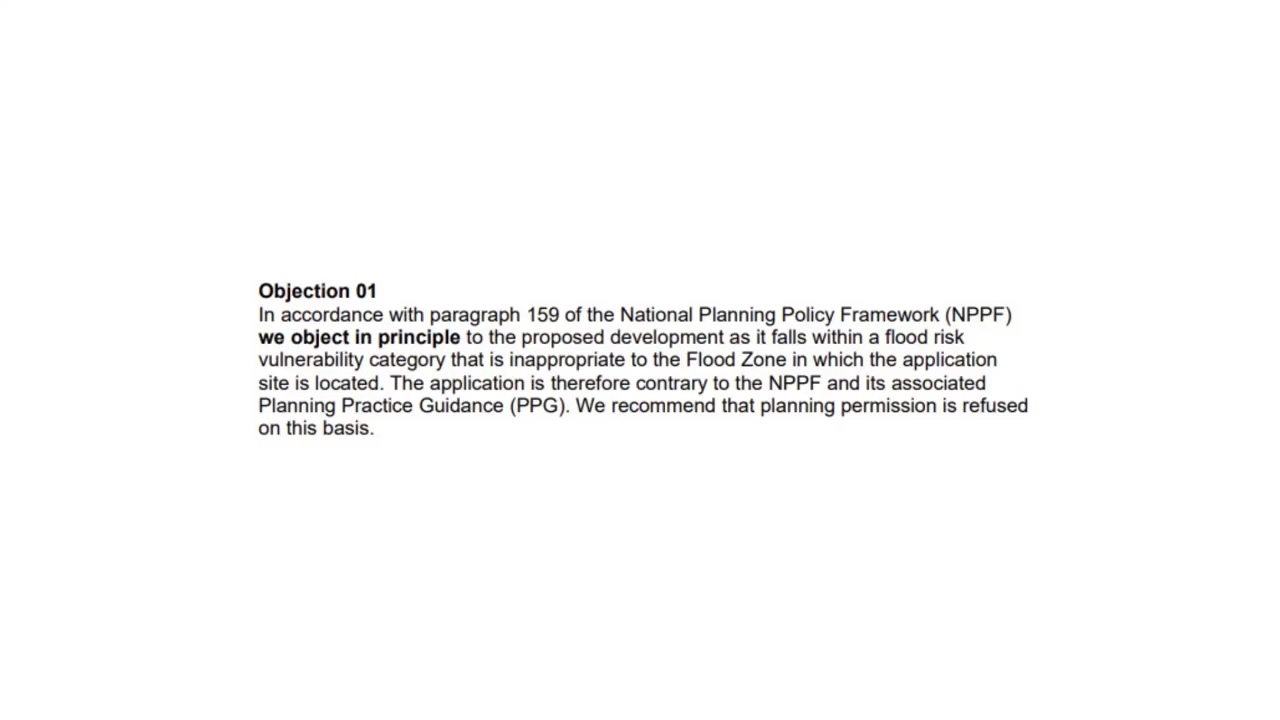 Objection 01
In accordance with paragraph 159 of the National Planning Policy Framework (NPPF)
we object in principle to the proposed development as it falls within a flood risk
vulnerability category that is inappropriate to the Flood Zone in which the application
site is located. The application is therefore contrary to the NPPF and its associated
Planning Practice Guidance (PPG). We recommend that planning permission is refused
on this basis.